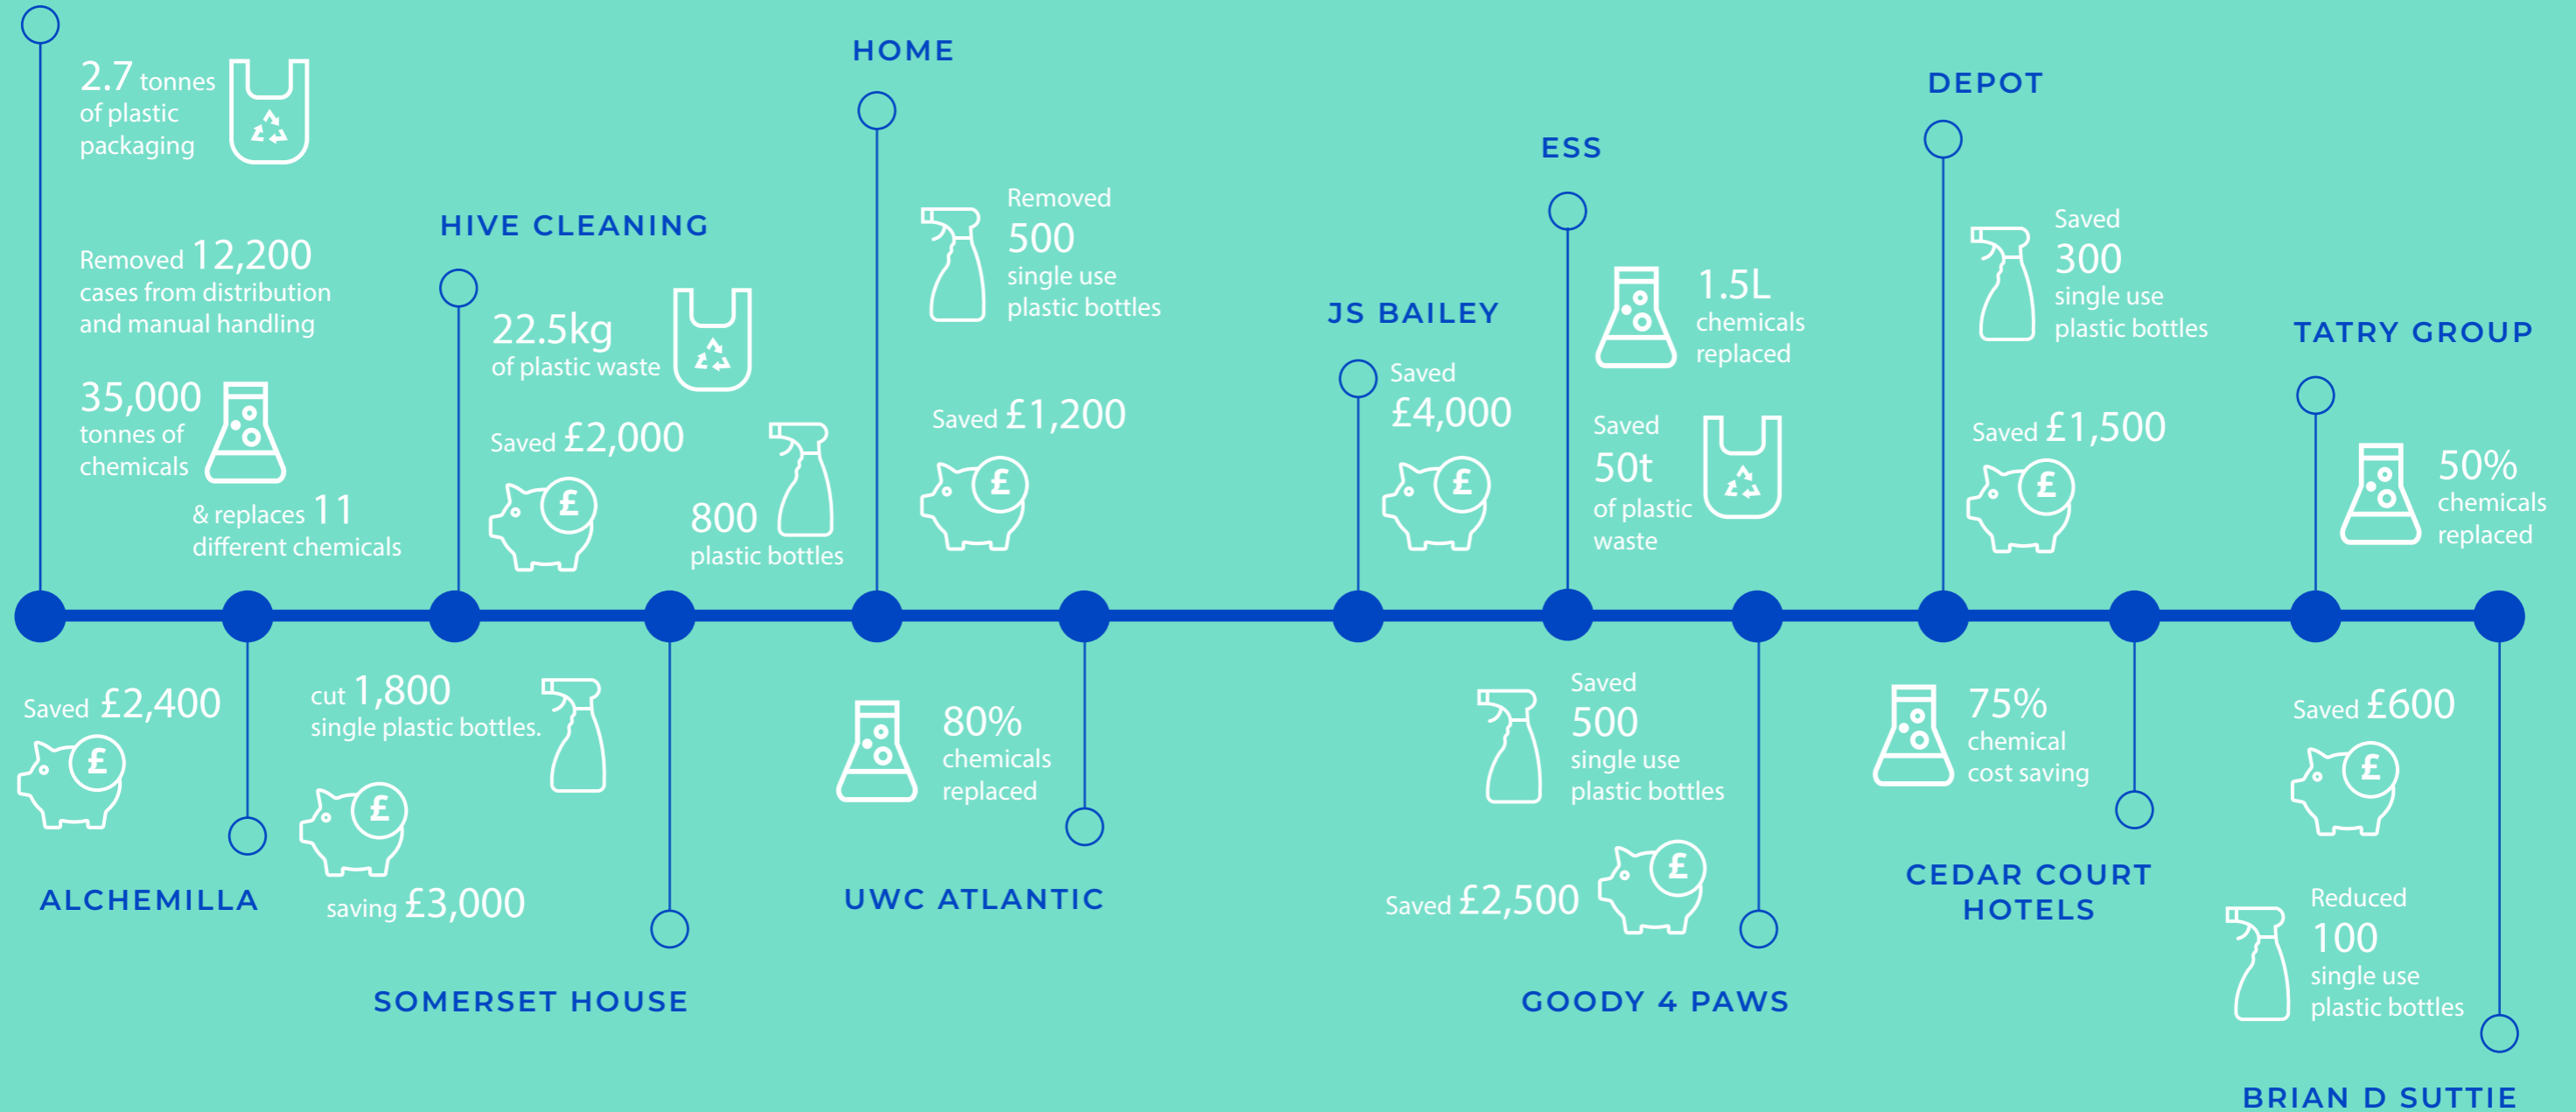 2.7 tonnes
of plastic
packaging
Removed 12,200
cases from distribution
and manual handling
35,000
tonnes of
chemicals
& replaces 11
different chemicals
Saved £2,400
£
ALCHEMILLA
HIVE CLEANING
22.5kg
of plastic waste
Saved £2,000
£
800
plastic bottles
cut 1,800
single plastic bottles.
£
saving £3,000
SOMERSET HOUSE
HOME
Removed
500
single use
plastic bottles
Saved £1,200
£
80%
chemicals
replaced
UWC ATLANTIC
JS BAILEY
Saved
£4,000
£
ESS
1.5L
chemicals
replaced
Saved
50t
of plastic
waste
Saved
500
single use
plastic bottles
Saved £2,500
£
GOODY 4 PAWS
DEPOT
Saved
300
single use
plastic bottles
Saved £1,500
£
75%
chemical
cost saving
CEDAR COURT
HOTELS
TATRY GROUP
50%
chemicals
replaced
Saved £600
£
Reduced
100
single use
plastic bottles
BRIAN D SUTTIE